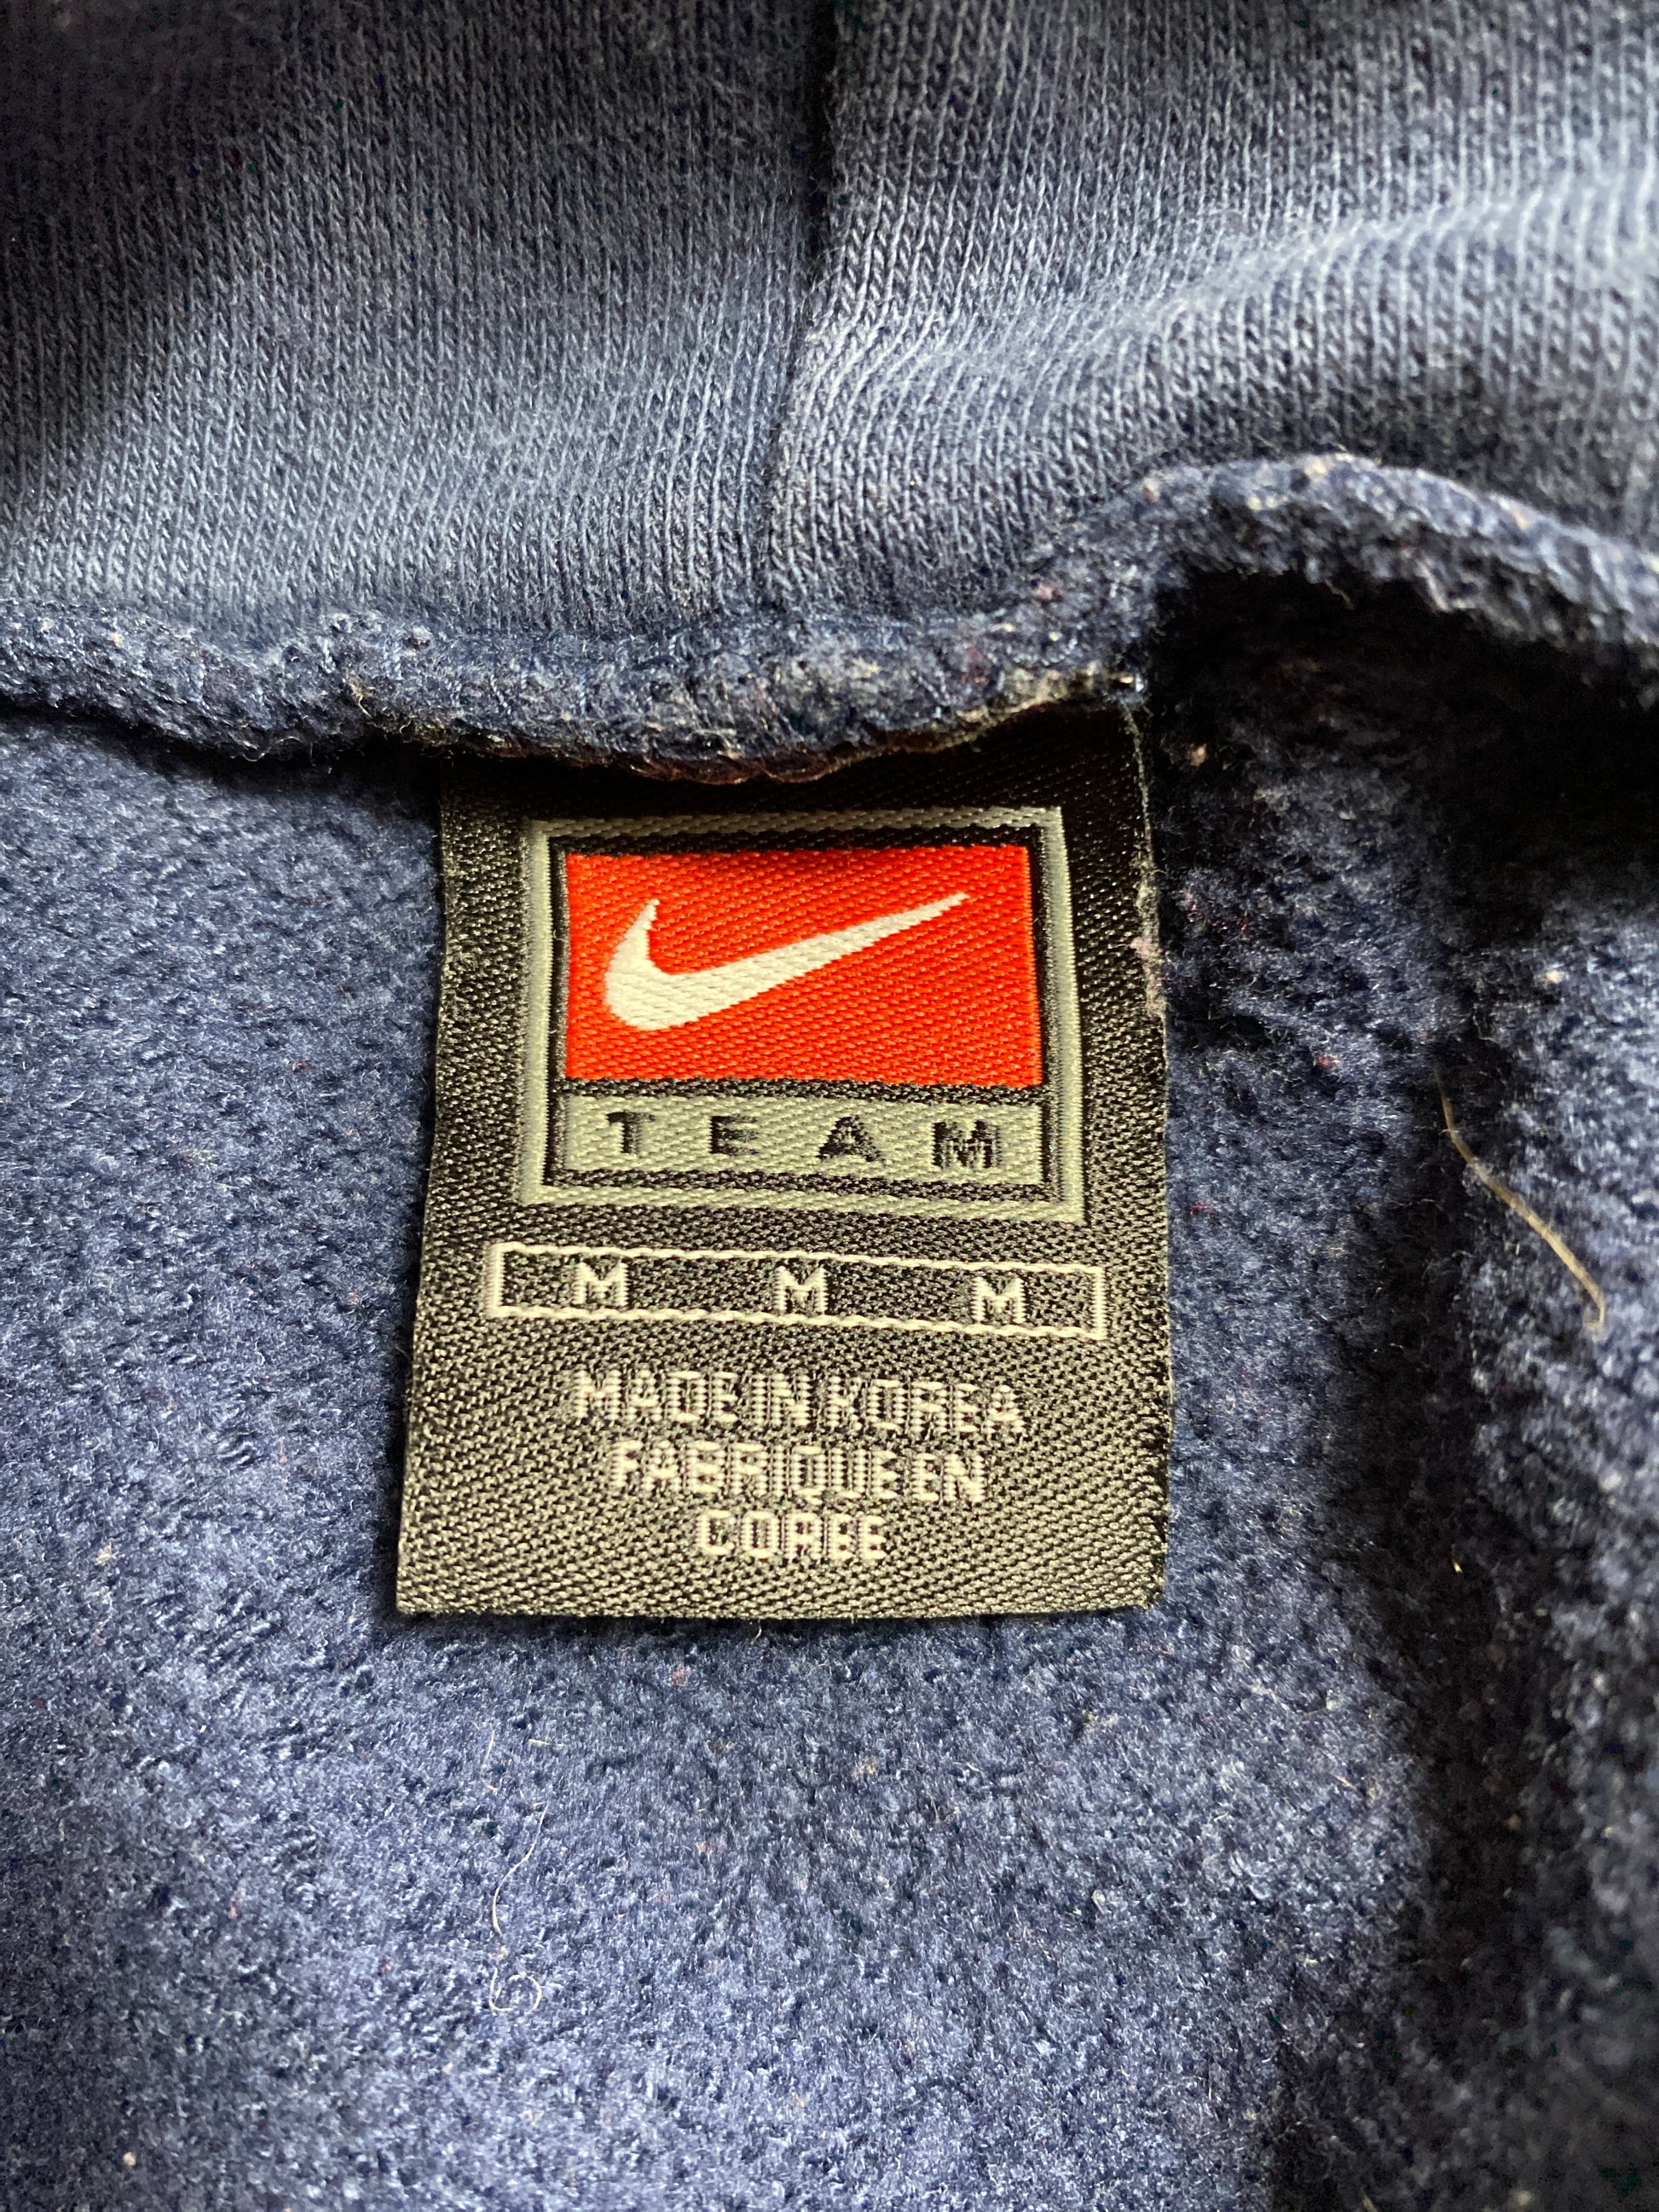 TEAM
M M M
MADE IN KOREA
FABRIQUE EN
COREE